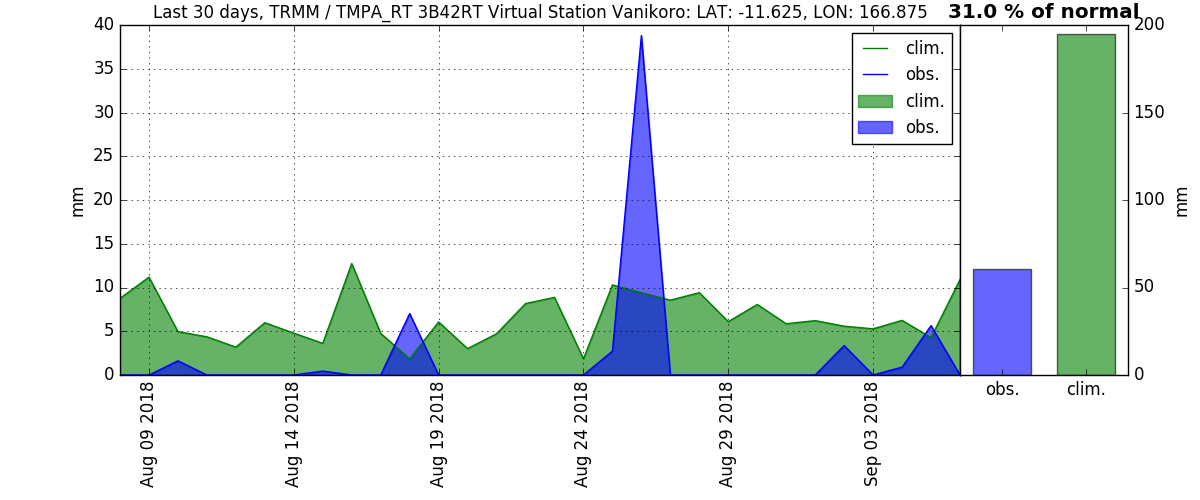 Last 30 days, TRMM / TMPA_RT 3B42RT Virtual Station Vanikoro: LAT: -11.625, LON: 166.875
31.0 % of normal
40
35
30
25
20
15
10
5
0
mm
clim.
obs.
clim.
obs.
200
150
100
50
0
mm
Aug 09 2018
Aug 14 2018
Aug 19 2018
Aug 24 2018
Aug 29 2018
Sep 03 2018
obs.
clim.